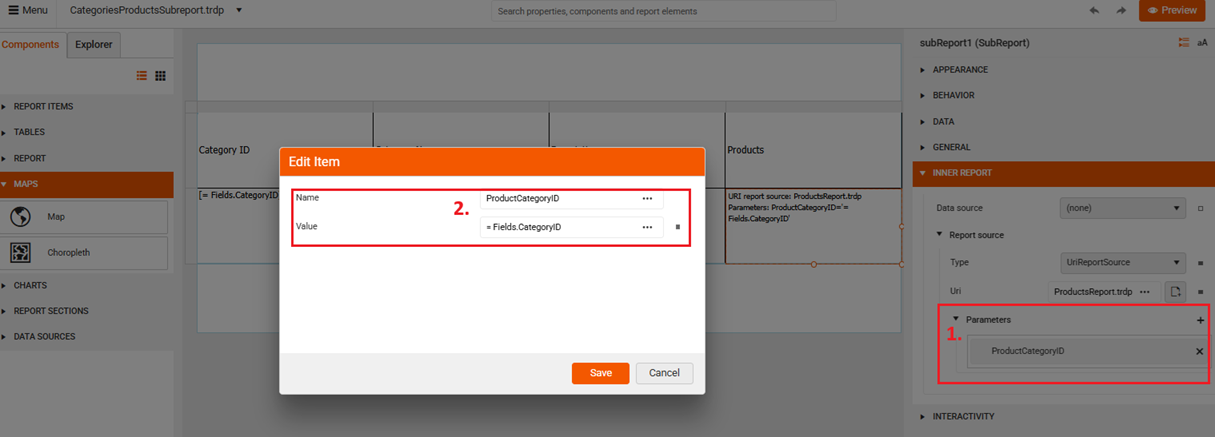 Menu
CategoriesProductsSubreport.trdp
Search properties, components and report elements
Preview
Components
Explorer
REPORT ITEMS
TABLES
REPORT
MAPS
Map
Choropleth
CHARTS
REPORT SECTIONS
DATA SOURCES
Category ID
Products
[= Fields.CategoryID
URI report source: ProductsReport.trdp
Parameters: ProductCategoryID='=
Fields.CategoryID'
Edit Item
Name
ProductCategoryID
•••
2.
Value
= Fields.CategoryID
•••
Save
Cancel
subReport1 (SubReport)
aA
APPEARANCE
BEHAVIOR
DATA
GENERAL
INNER REPORT
Data source
(none)
Report source
Type
UriReportSource
Uri
ProductsReport.trdp
•••
Parameters
+
1.
ProductCategoryID
INTERACTIVITY